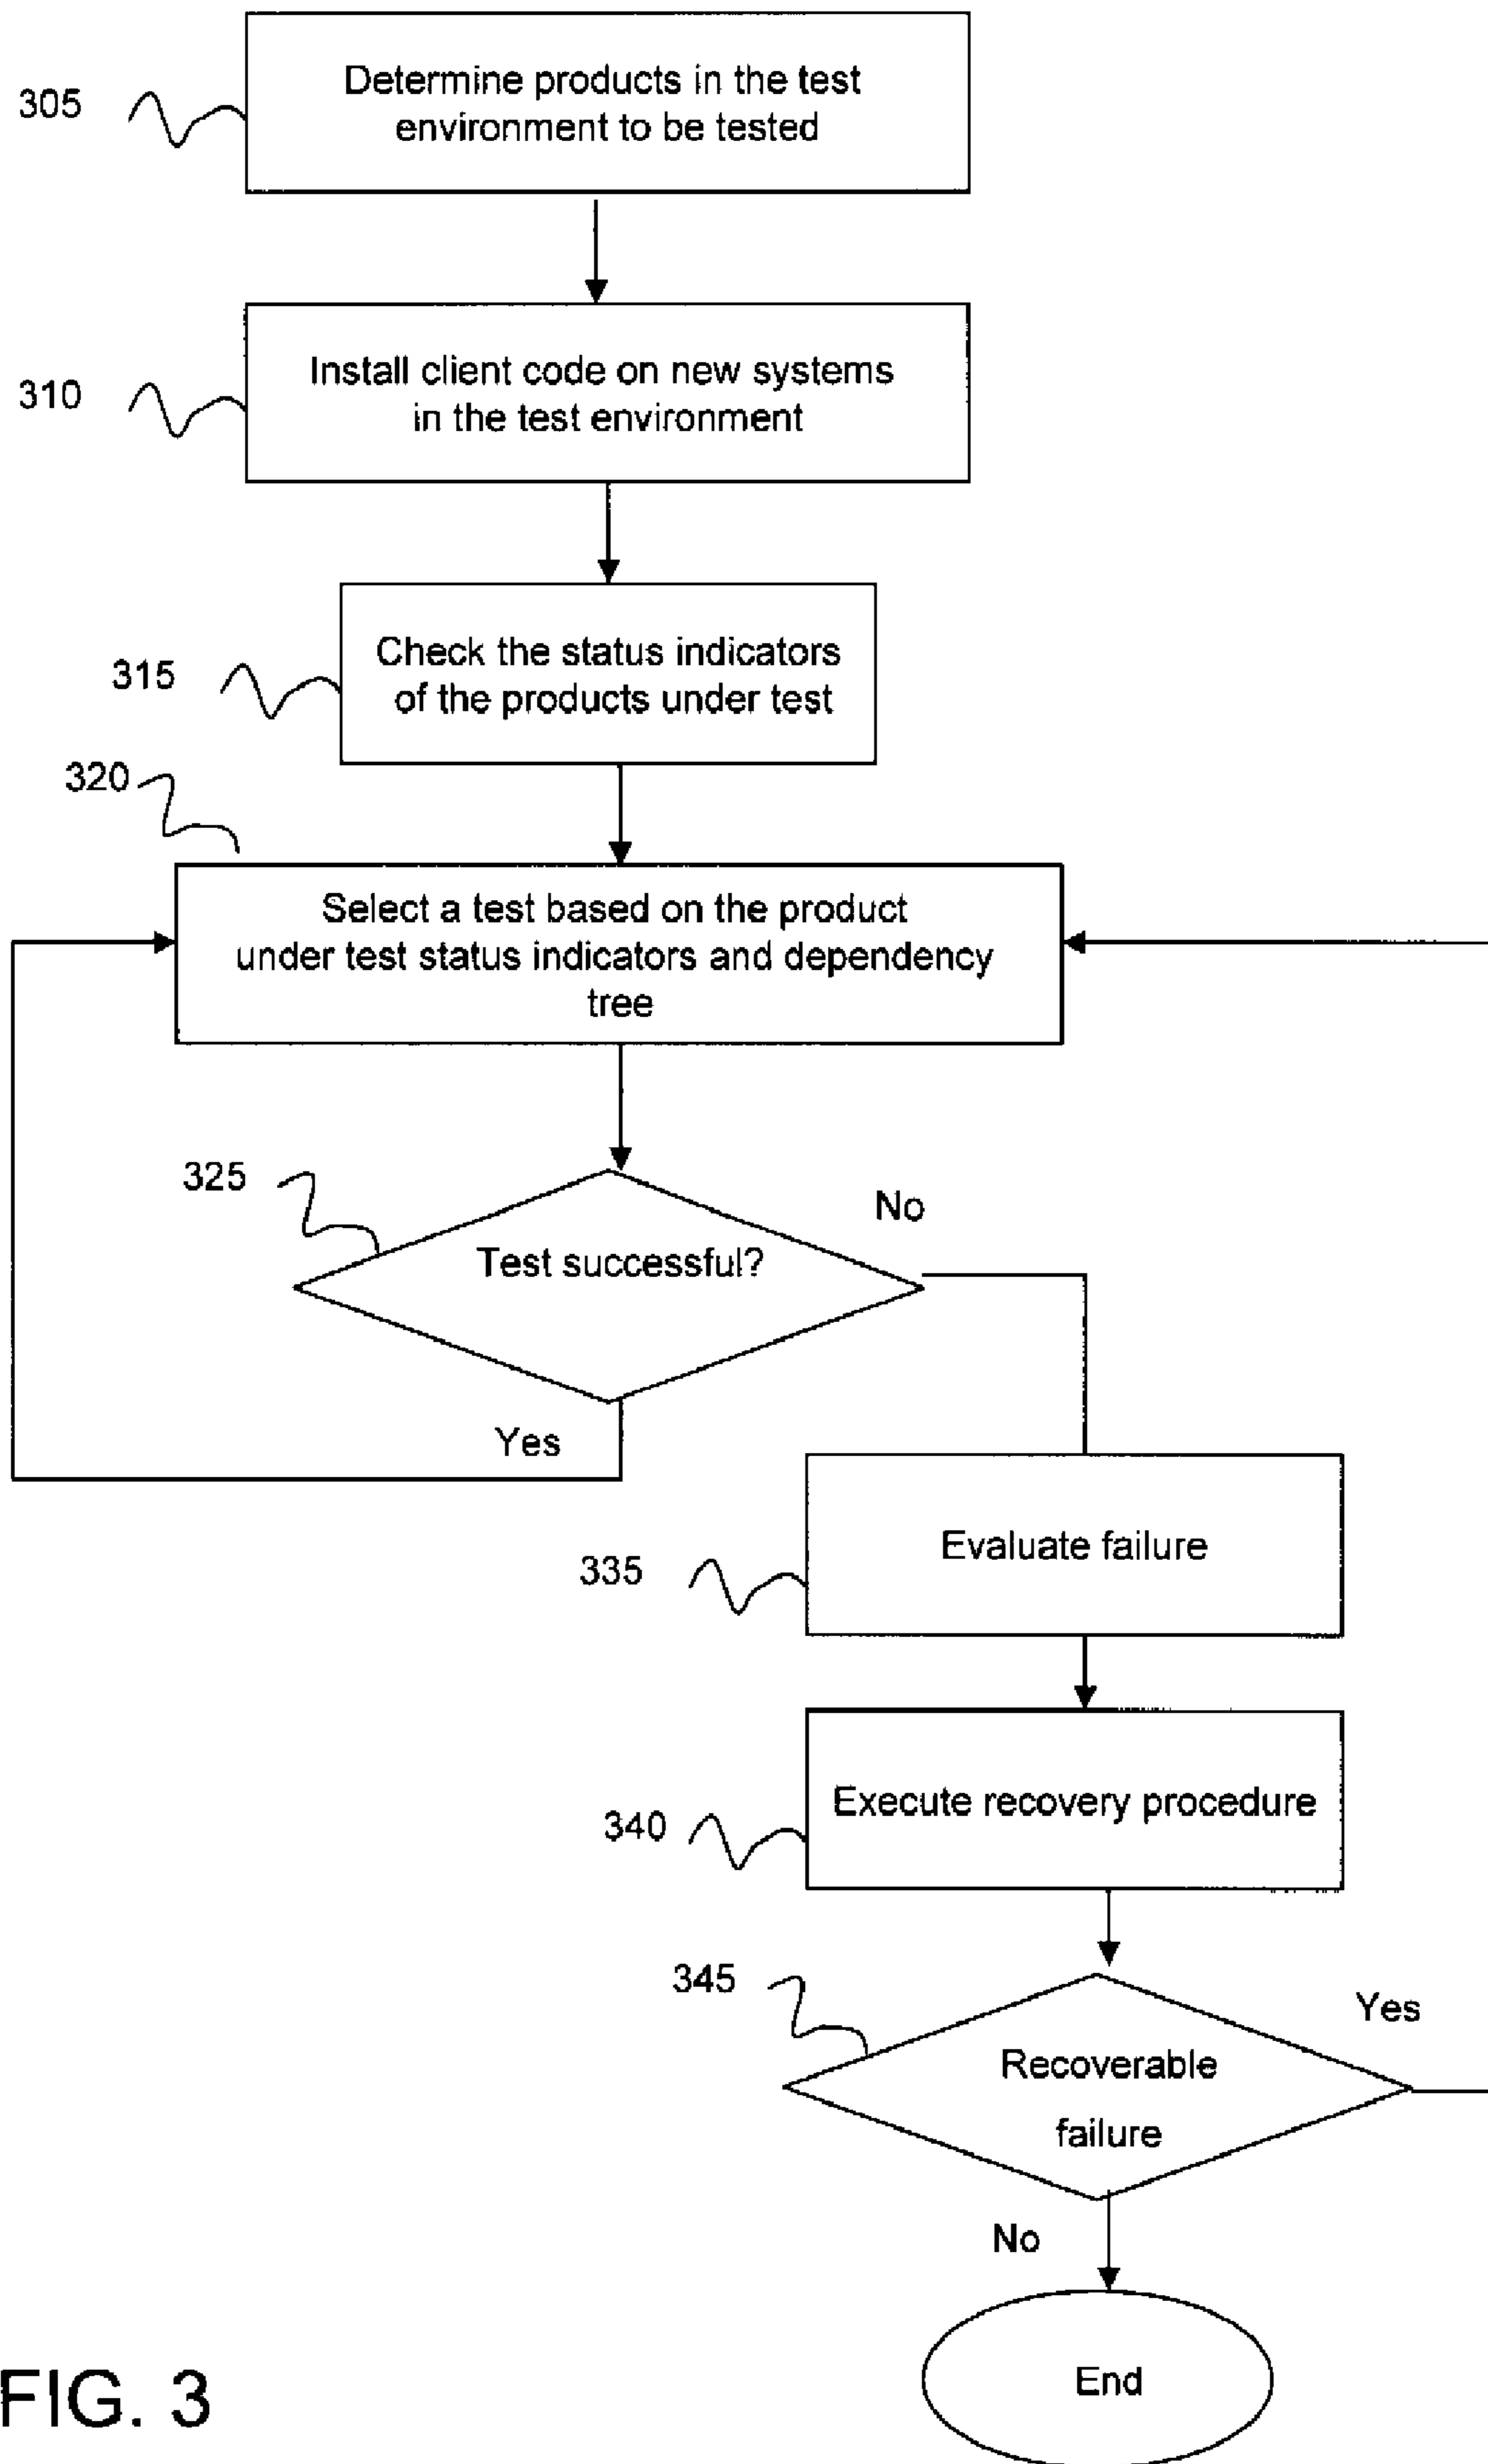 305
Determine products in the test
environment to be tested
310
Install client code on new systems
in the test environment
315
Check the status indicators
of the products under test
320
Select a test based on the product
under test status indicators and dependency
tree
325
Test successful?
No
Yes
335
Evaluate failure
340
Execute recovery procedure
345
Recoverable
failure
Yes
No
End
FIG. 3